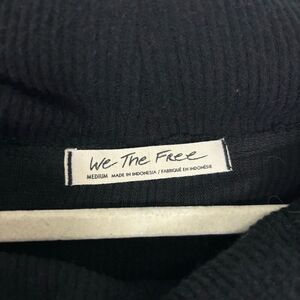 We The Free
MEDIUM MADE IN INDONESIA / FABRIQUÉ EN INDONÉSIE